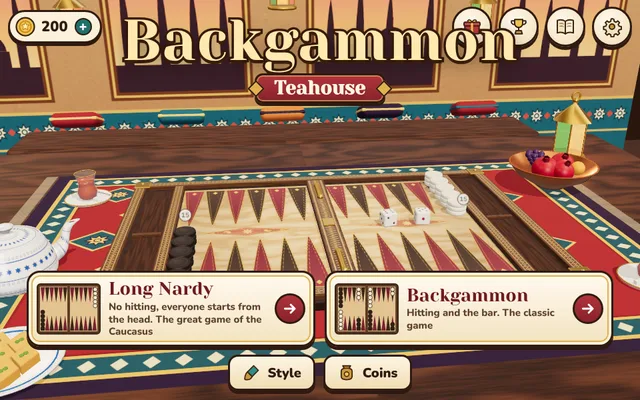 200
Backgammon
Teahouse
15
15
Long Nardy
No hitting, everyone starts from
the head. The great game of the
Caucasus
Backgammon
Hitting and the bar. The classic
game
Style
Coins